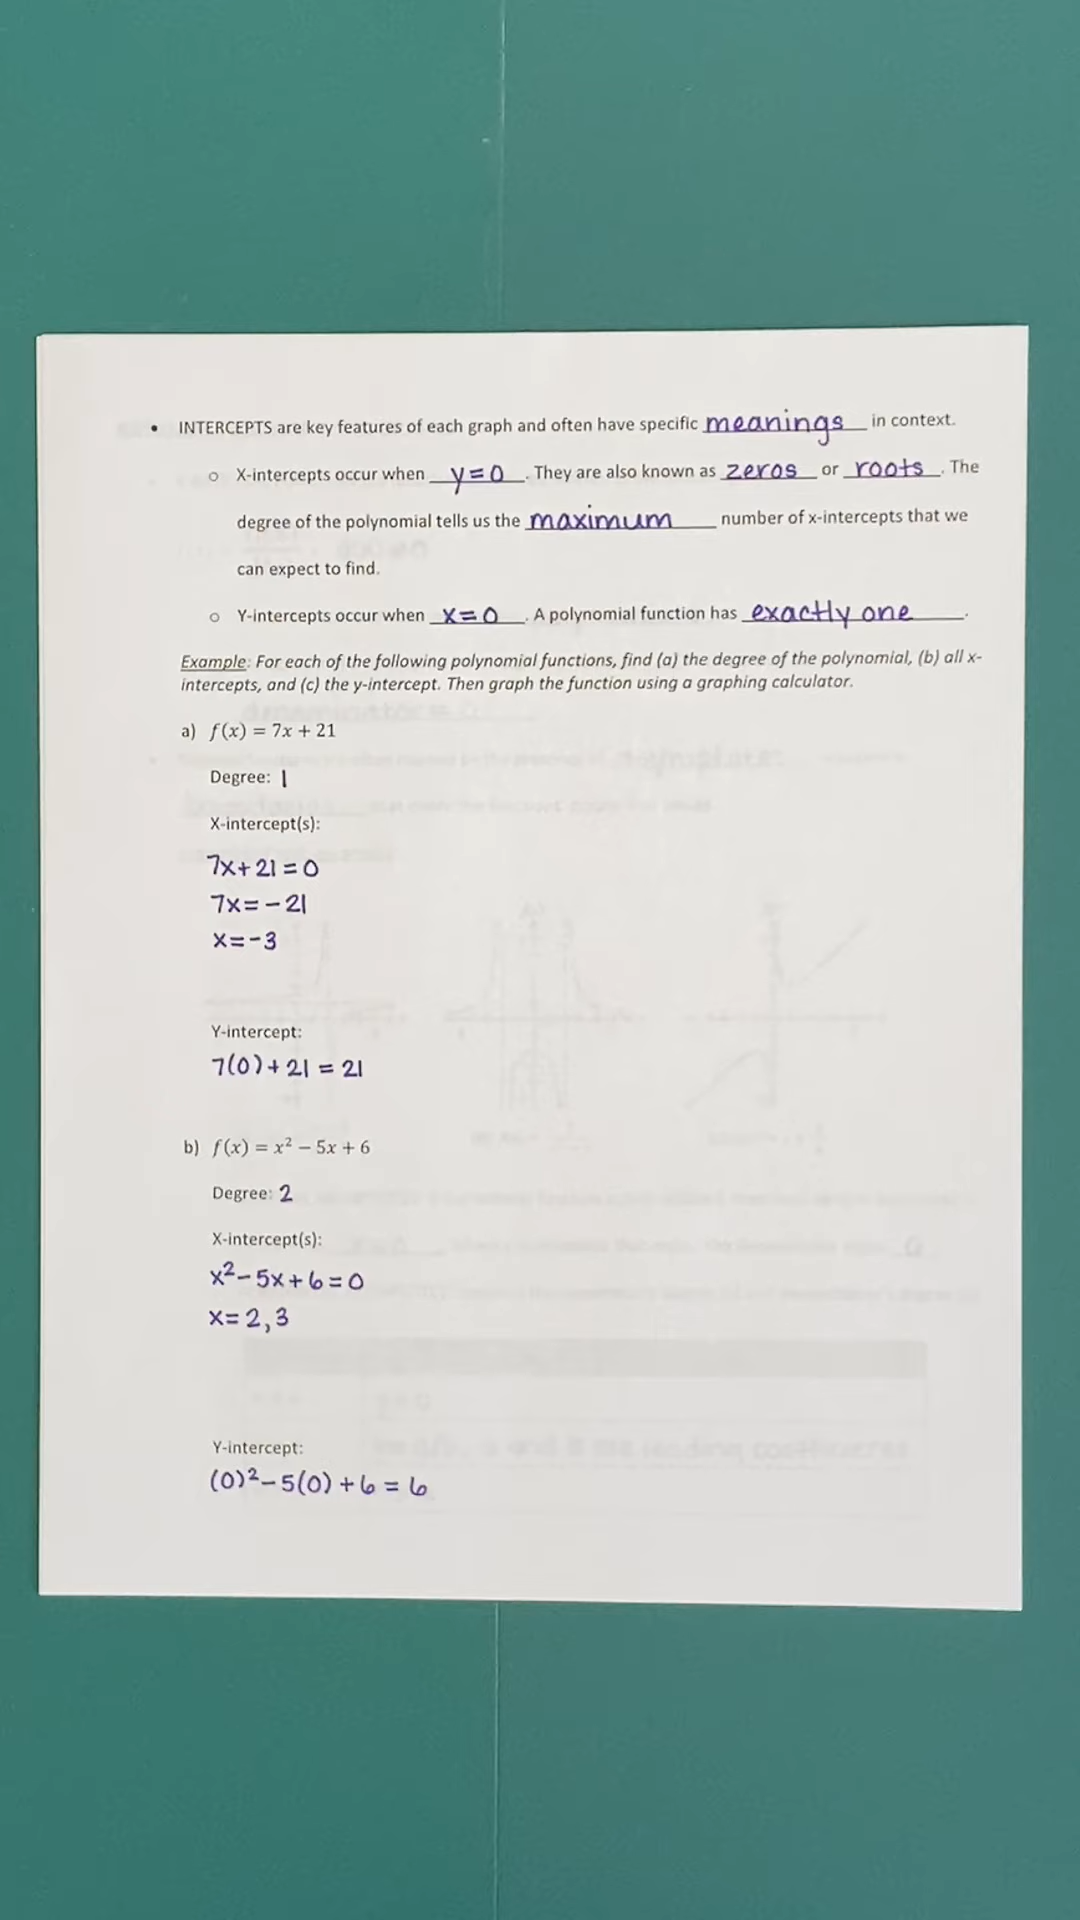 • INTERCEPTS are key features of each graph and often have specific meanings in context.
o X-intercepts occur when y=0. They are also known as zeros or roots. The
degree of the polynomial tells us the maximum number of x-intercepts that we
can expect to find.
o Y-intercepts occur when x=0. A polynomial function has exactly one.
Example: For each of the following polynomial functions, find (a) the degree of the polynomial, (b) all x-
intercepts, and (c) the y-intercept. Then graph the function using a graphing calculator.
a) f(x) = 7x + 21
Degree: 1
X-intercept(s):
7x+21=0
7x=-21
x=-3
Y-intercept:
7(0)+21=21
b) f(x) = x² − 5x + 6
Degree: 2
X-intercept(s):
x²-5x+6=0
x=2,3
Y-intercept:
(0)²-5(0)+6=6